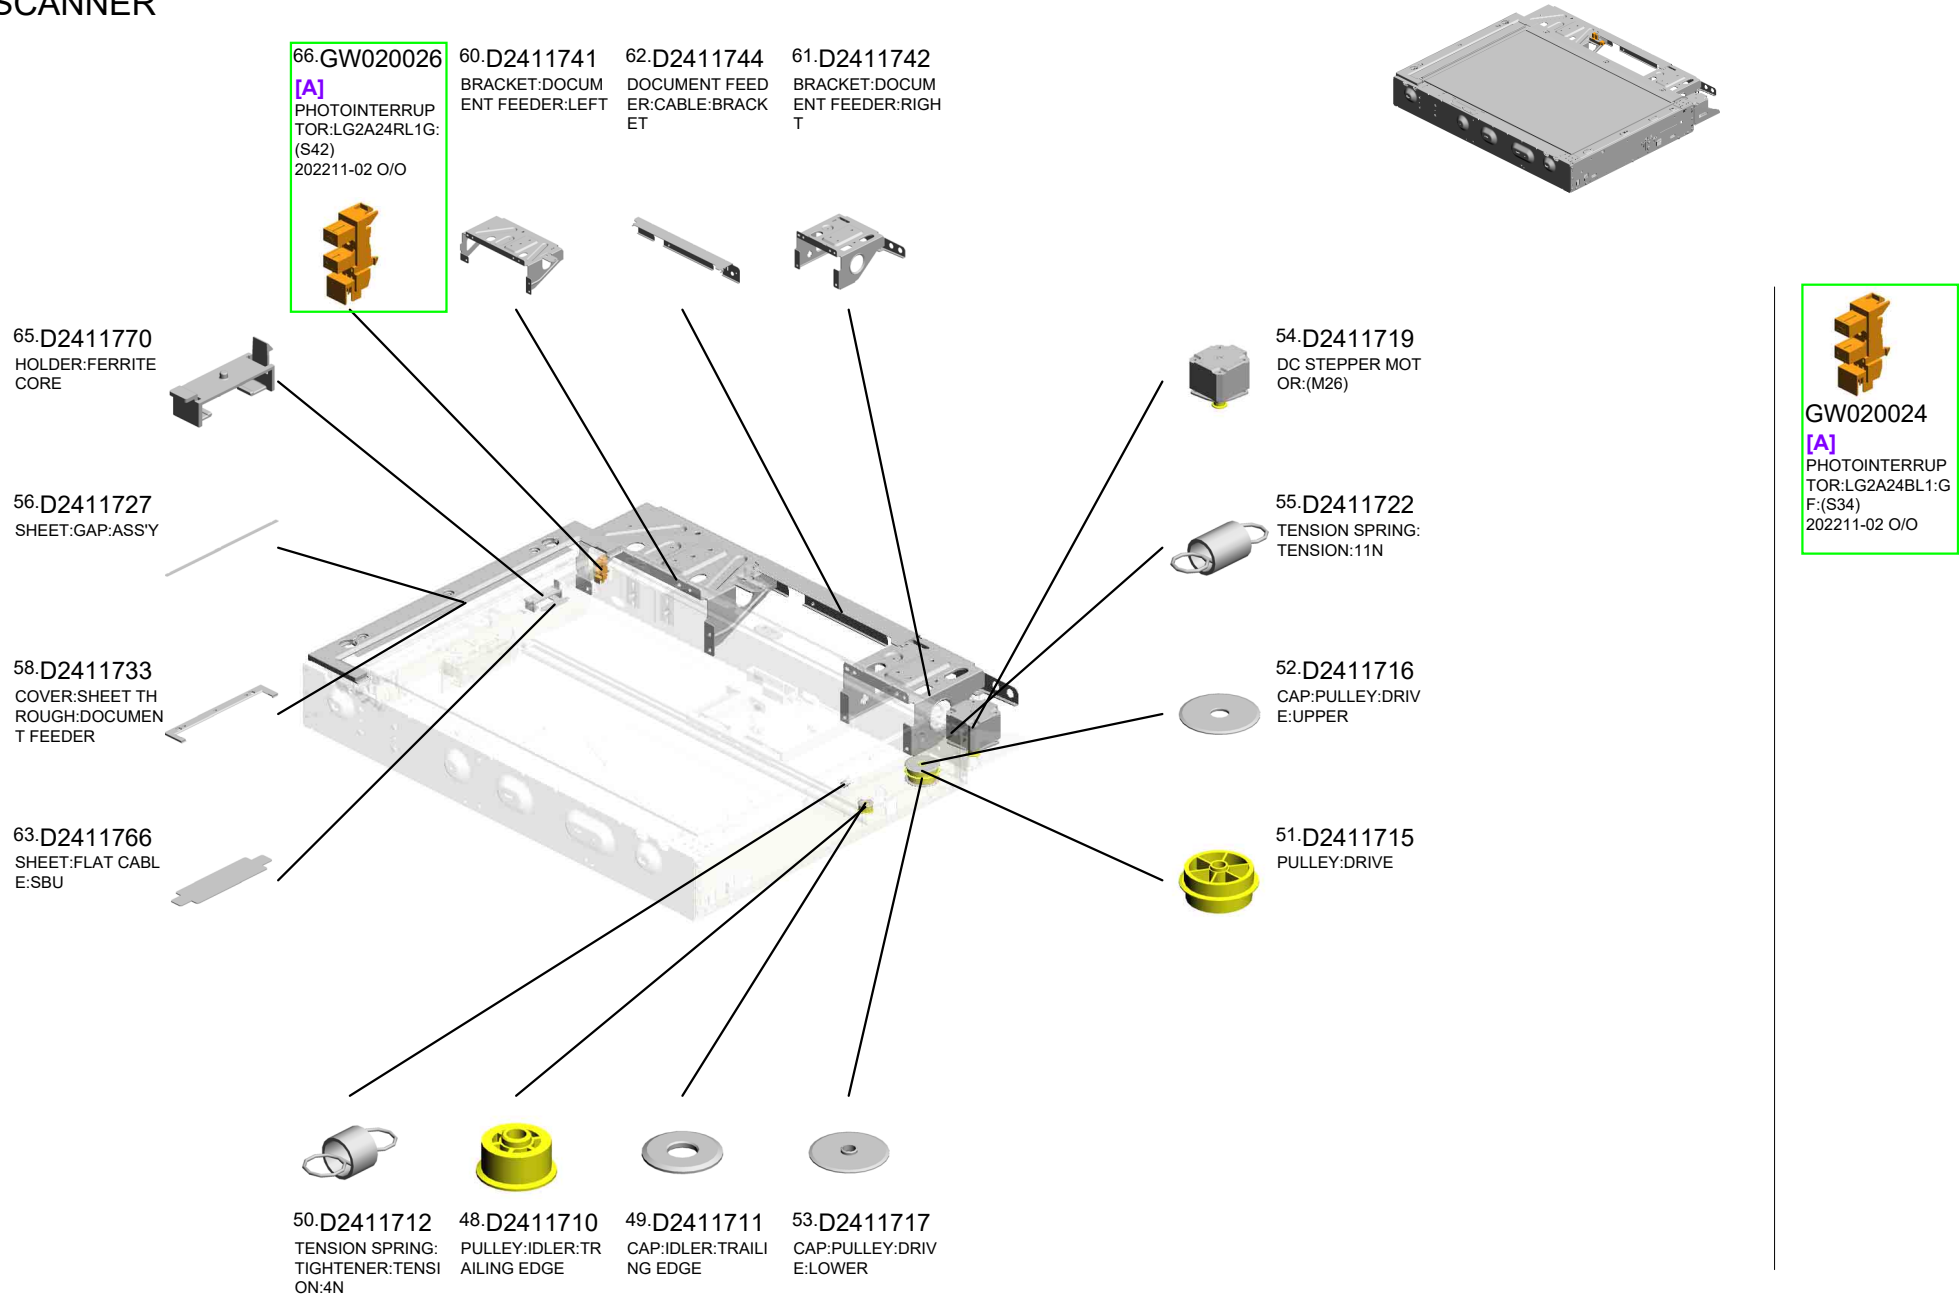 SCANNER
66.GW020026
[A]
PHOTOINTERRUP
TOR:LG2A24RL1G:
(S42)
202211-02 O/O
60.D2411741
BRACKET:DOCUM
ENT FEEDER:LEFT
62.D2411744
DOCUMENT FEED
ER:CABLE:BRACK
ET
61.D2411742
BRACKET:DOCUM
ENT FEEDER:RIGH
T
65.D2411770
HOLDER:FERRITE
CORE
56.D2411727
SHEET:GAP:ASS'Y
58.D2411733
COVER:SHEET TH
ROUGH:DOCUMEN
T FEEDER
63.D2411766
SHEET:FLAT CABL
E:SBU
54.D2411719
DC STEPPER MOT
OR:(M26)
55.D2411722
TENSION SPRING:
TENSION:11N
52.D2411716
CAP:PULLEY:DRIV
E:UPPER
51.D2411715
PULLEY:DRIVE
50.D2411712
TENSION SPRING:
TIGHTENER:TENSI
ON:4N
48.D2411710
PULLEY:IDLER:TR
AILING EDGE
49.D2411711
CAP:IDLER:TRAILI
NG EDGE
53.D2411717
CAP:PULLEY:DRIV
E:LOWER
GW020024
[A]
PHOTOINTERRUP
TOR:LG2A24BL1:G
F:(S34)
202211-02 O/O